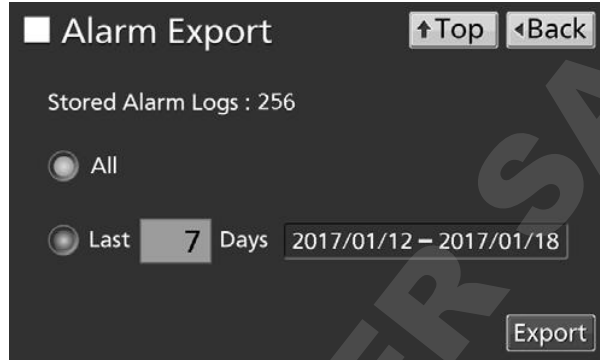 Alarm Export
↑Top
◂Back
Stored Alarm Logs : 256
All
Last 7 Days 2017/01/12 – 2017/01/18
Export